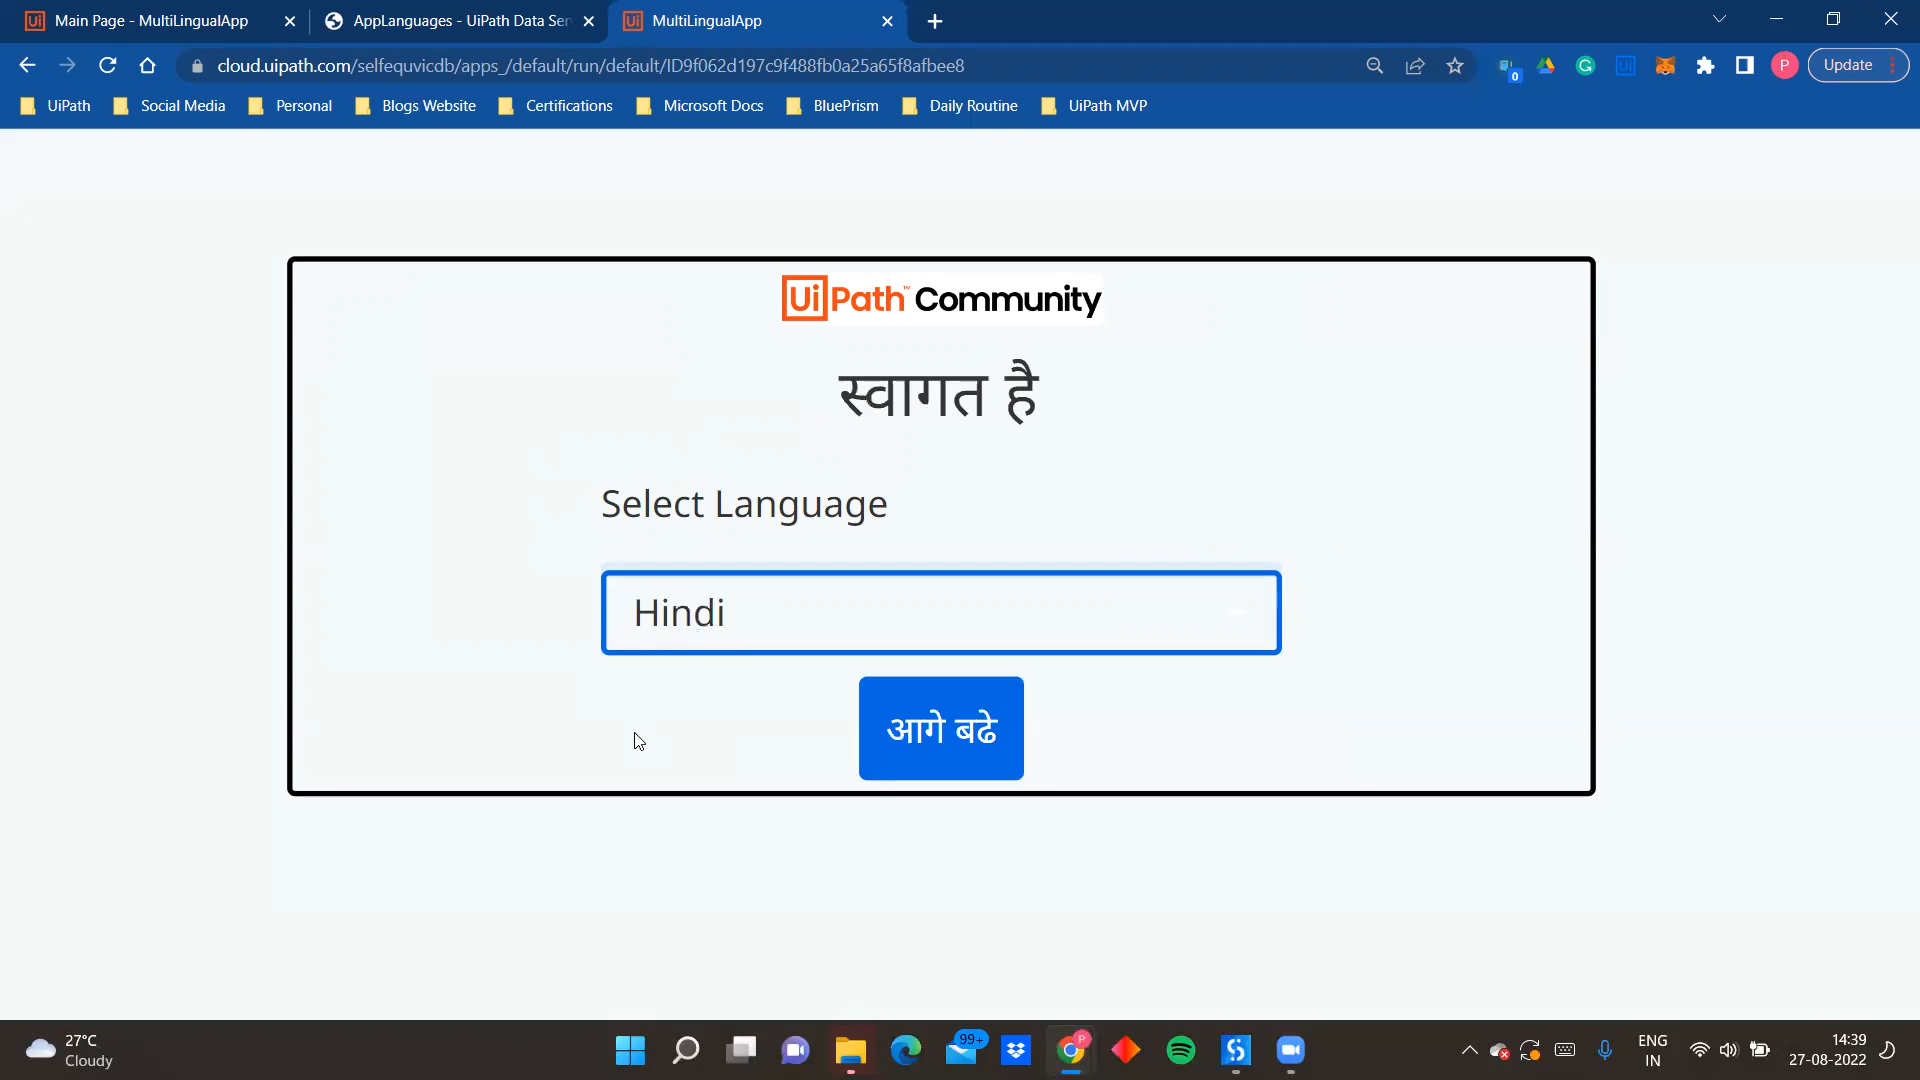 Main Page - MultiLingualApp
AppLanguages - UiPath Data Ser
MultiLingualApp
cloud.uipath.com/selfequvicdb/apps_/default/run/default/ID9f062d197c9f488fb0a25a65f8afbee8
0
P
Update
UiPath
Social Media
Personal
Blogs Website
Certifications
Microsoft Docs
BluePrism
Daily Routine
UiPath MVP
UiPath™ Community
स्वागत है
Select Language
Hindi
आगे बढे
27°C
Cloudy
99+
ENG
IN
14:39
27-08-2022